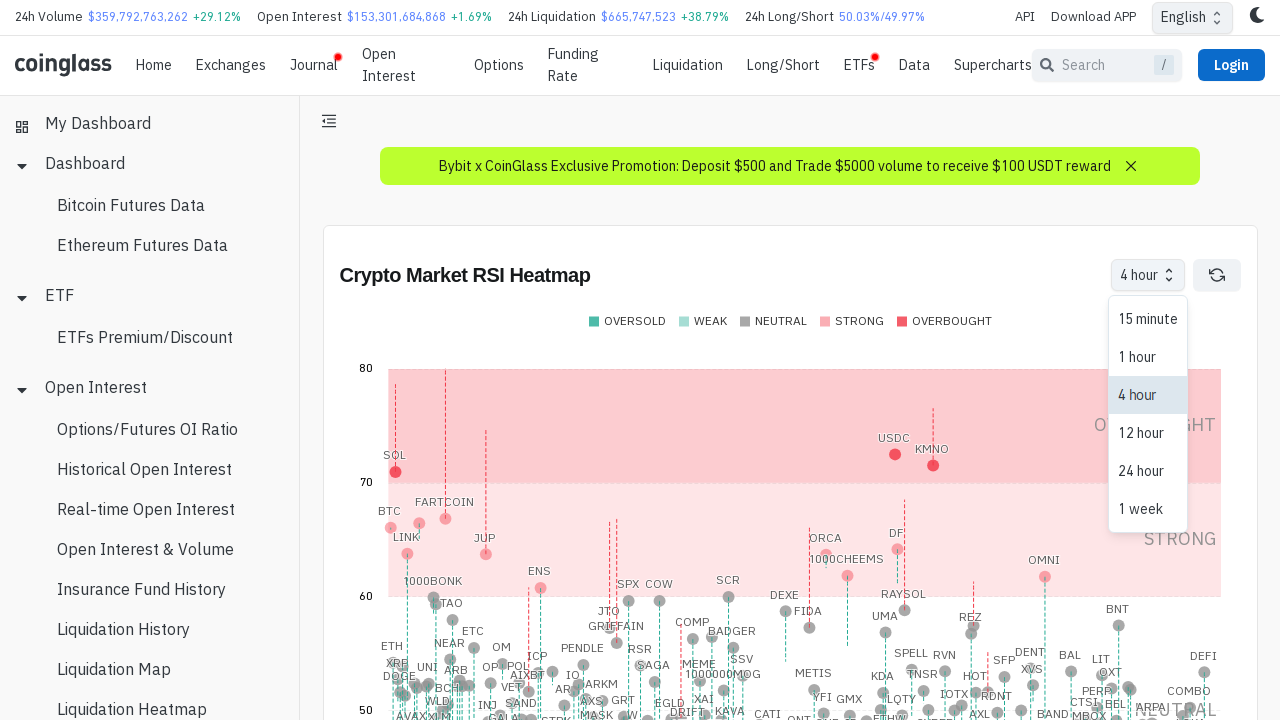 24h Volume $359,792,763,262 +29.12% Open Interest $153,301,684,868 +1.69% 24h Liquidation $665,747,523 +38.79% 24h Long/Short 50.03%/49.97% API Download APP English
coinglass Home Exchanges Journal Open Interest Options Funding Rate Liquidation Long/Short ETFs Data Supercharts Search / Login
My Dashboard
Dashboard
Bitcoin Futures Data
Ethereum Futures Data
ETF
ETFs Premium/Discount
Open Interest
Options/Futures OI Ratio
Historical Open Interest
Real-time Open Interest
Open Interest & Volume
Insurance Fund History
Liquidation History
Liquidation Map
Liquidation Heatmap
Bybit x CoinGlass Exclusive Promotion: Deposit $500 and Trade $5000 volume to receive $100 USDT reward
Crypto Market RSI Heatmap
4 hour
15 minute
1 hour
4 hour
12 hour
24 hour
1 week
OVERSOLD WEAK NEUTRAL STRONG OVERBOUGHT
80
SOL USDC KMNO
70
FARTCOIN
BTC LINK JUP ORCA DF
STRONG
1000CHEEMS OMNI
1000BONK ENS SPX COW SCR
60
TAO JTO DEXE FIDA RAYSOL BNT
GRIFFAIN COMP UMA REZ
ETC BADGER
ETH NEAR OM PENDLE RSR
XRP UNI ARB OP POL ICP SAGA MEME SSV SPELL RVN DENT BAL LIT DEFI
DOGE AIXBT IO 1000000MOG METIS KDA TNSR HOT SFP XVS OXT
BCH VET ARKM
WLD INJ SAND AXS GRT EGLD XAI YFI GMX LQTY IOTX RDNT PERP COMBO
MASK DRIFT KAVA CATI AXL BAND CTSI BEL ARPA
50
NEUTRAL